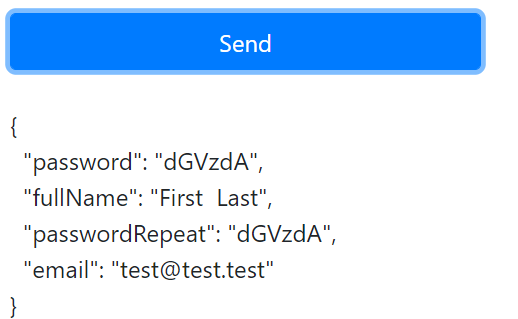 Send
{
  "password": "dGVzdA",
  "fullName": "First  Last",
  "passwordRepeat": "dGVzdA",
  "email": "test@test.test"
}